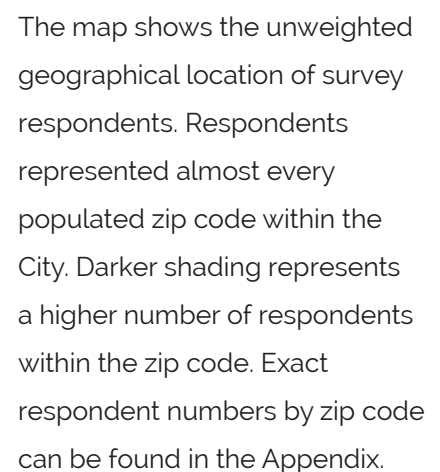 The map shows the unweighted
geographical location of survey
respondents. Respondents
represented almost every
populated zip code within the
City. Darker shading represents
a higher number of respondents
within the zip code. Exact
respondent numbers by zip code
can be found in the Appendix.